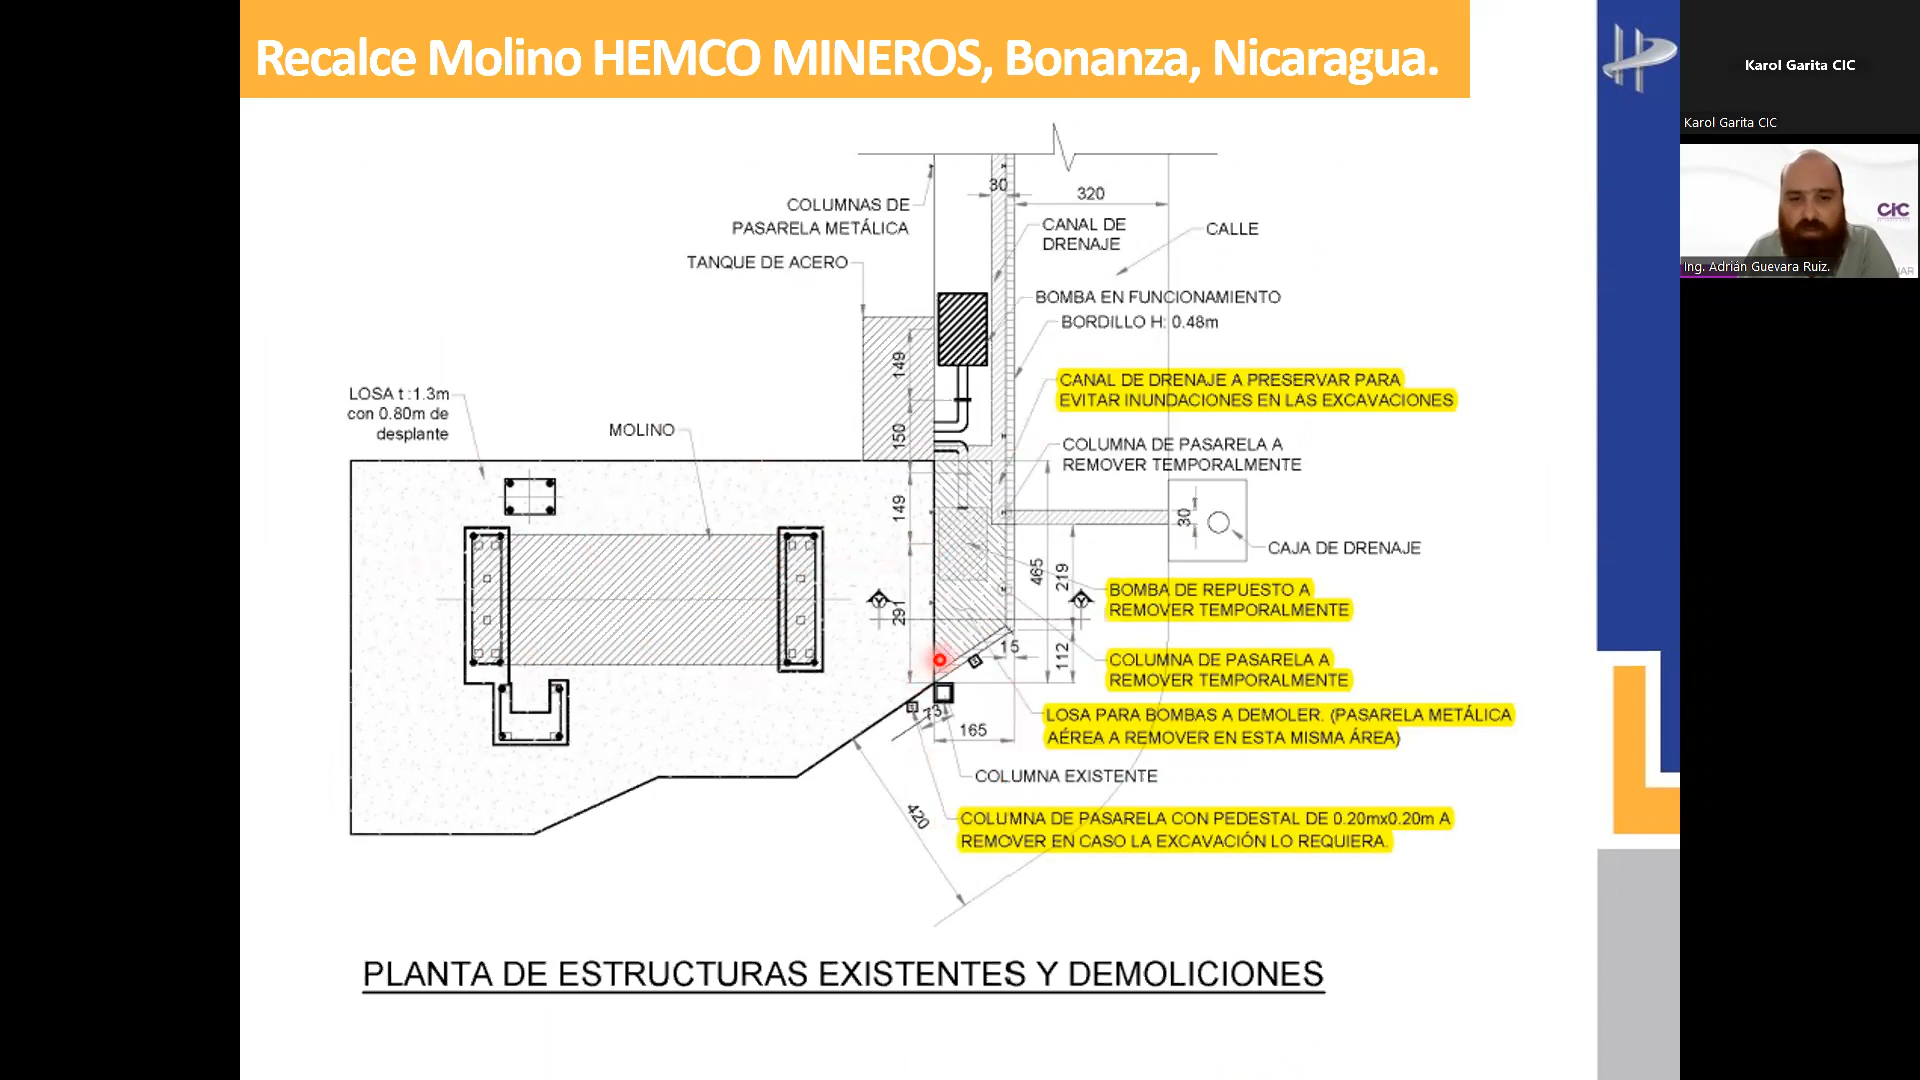 Recalce Molino HEMCO MINEROS, Bonanza, Nicaragua.
Karol Garita CIC
Karol Garita CIC
CIC
Ing. Adrián Guevara Ruiz.
30
320
COLUMNAS DE
PASARELA METÁLICA
CANAL DE
DRENAJE
CALLE
TANQUE DE ACERO
BOMBA EN FUNCIONAMIENTO
BORDILLO H: 0.48m
149
CANAL DE DRENAJE A PRESERVAR PARA
EVITAR INUNDACIONES EN LAS EXCAVACIONES
LOSA t :1.3m
con 0.80m de
desplante
MOLINO
150
COLUMNA DE PASARELA A
REMOVER TEMPORALMENTE
149
30
CAJA DE DRENAJE
465
219
BOMBA DE REPUESTO A
REMOVER TEMPORALMENTE
291
15
112
COLUMNA DE PASARELA A
REMOVER TEMPORALMENTE
73
165
LOSA PARA BOMBAS A DEMOLER. (PASARELA METÁLICA
AÉREA A REMOVER EN ESTA MISMA ÁREA)
COLUMNA EXISTENTE
420
COLUMNA DE PASARELA CON PEDESTAL DE 0.20mx0.20m A
REMOVER EN CASO LA EXCAVACIÓN LO REQUIERA.
PLANTA DE ESTRUCTURAS EXISTENTES Y DEMOLICIONES